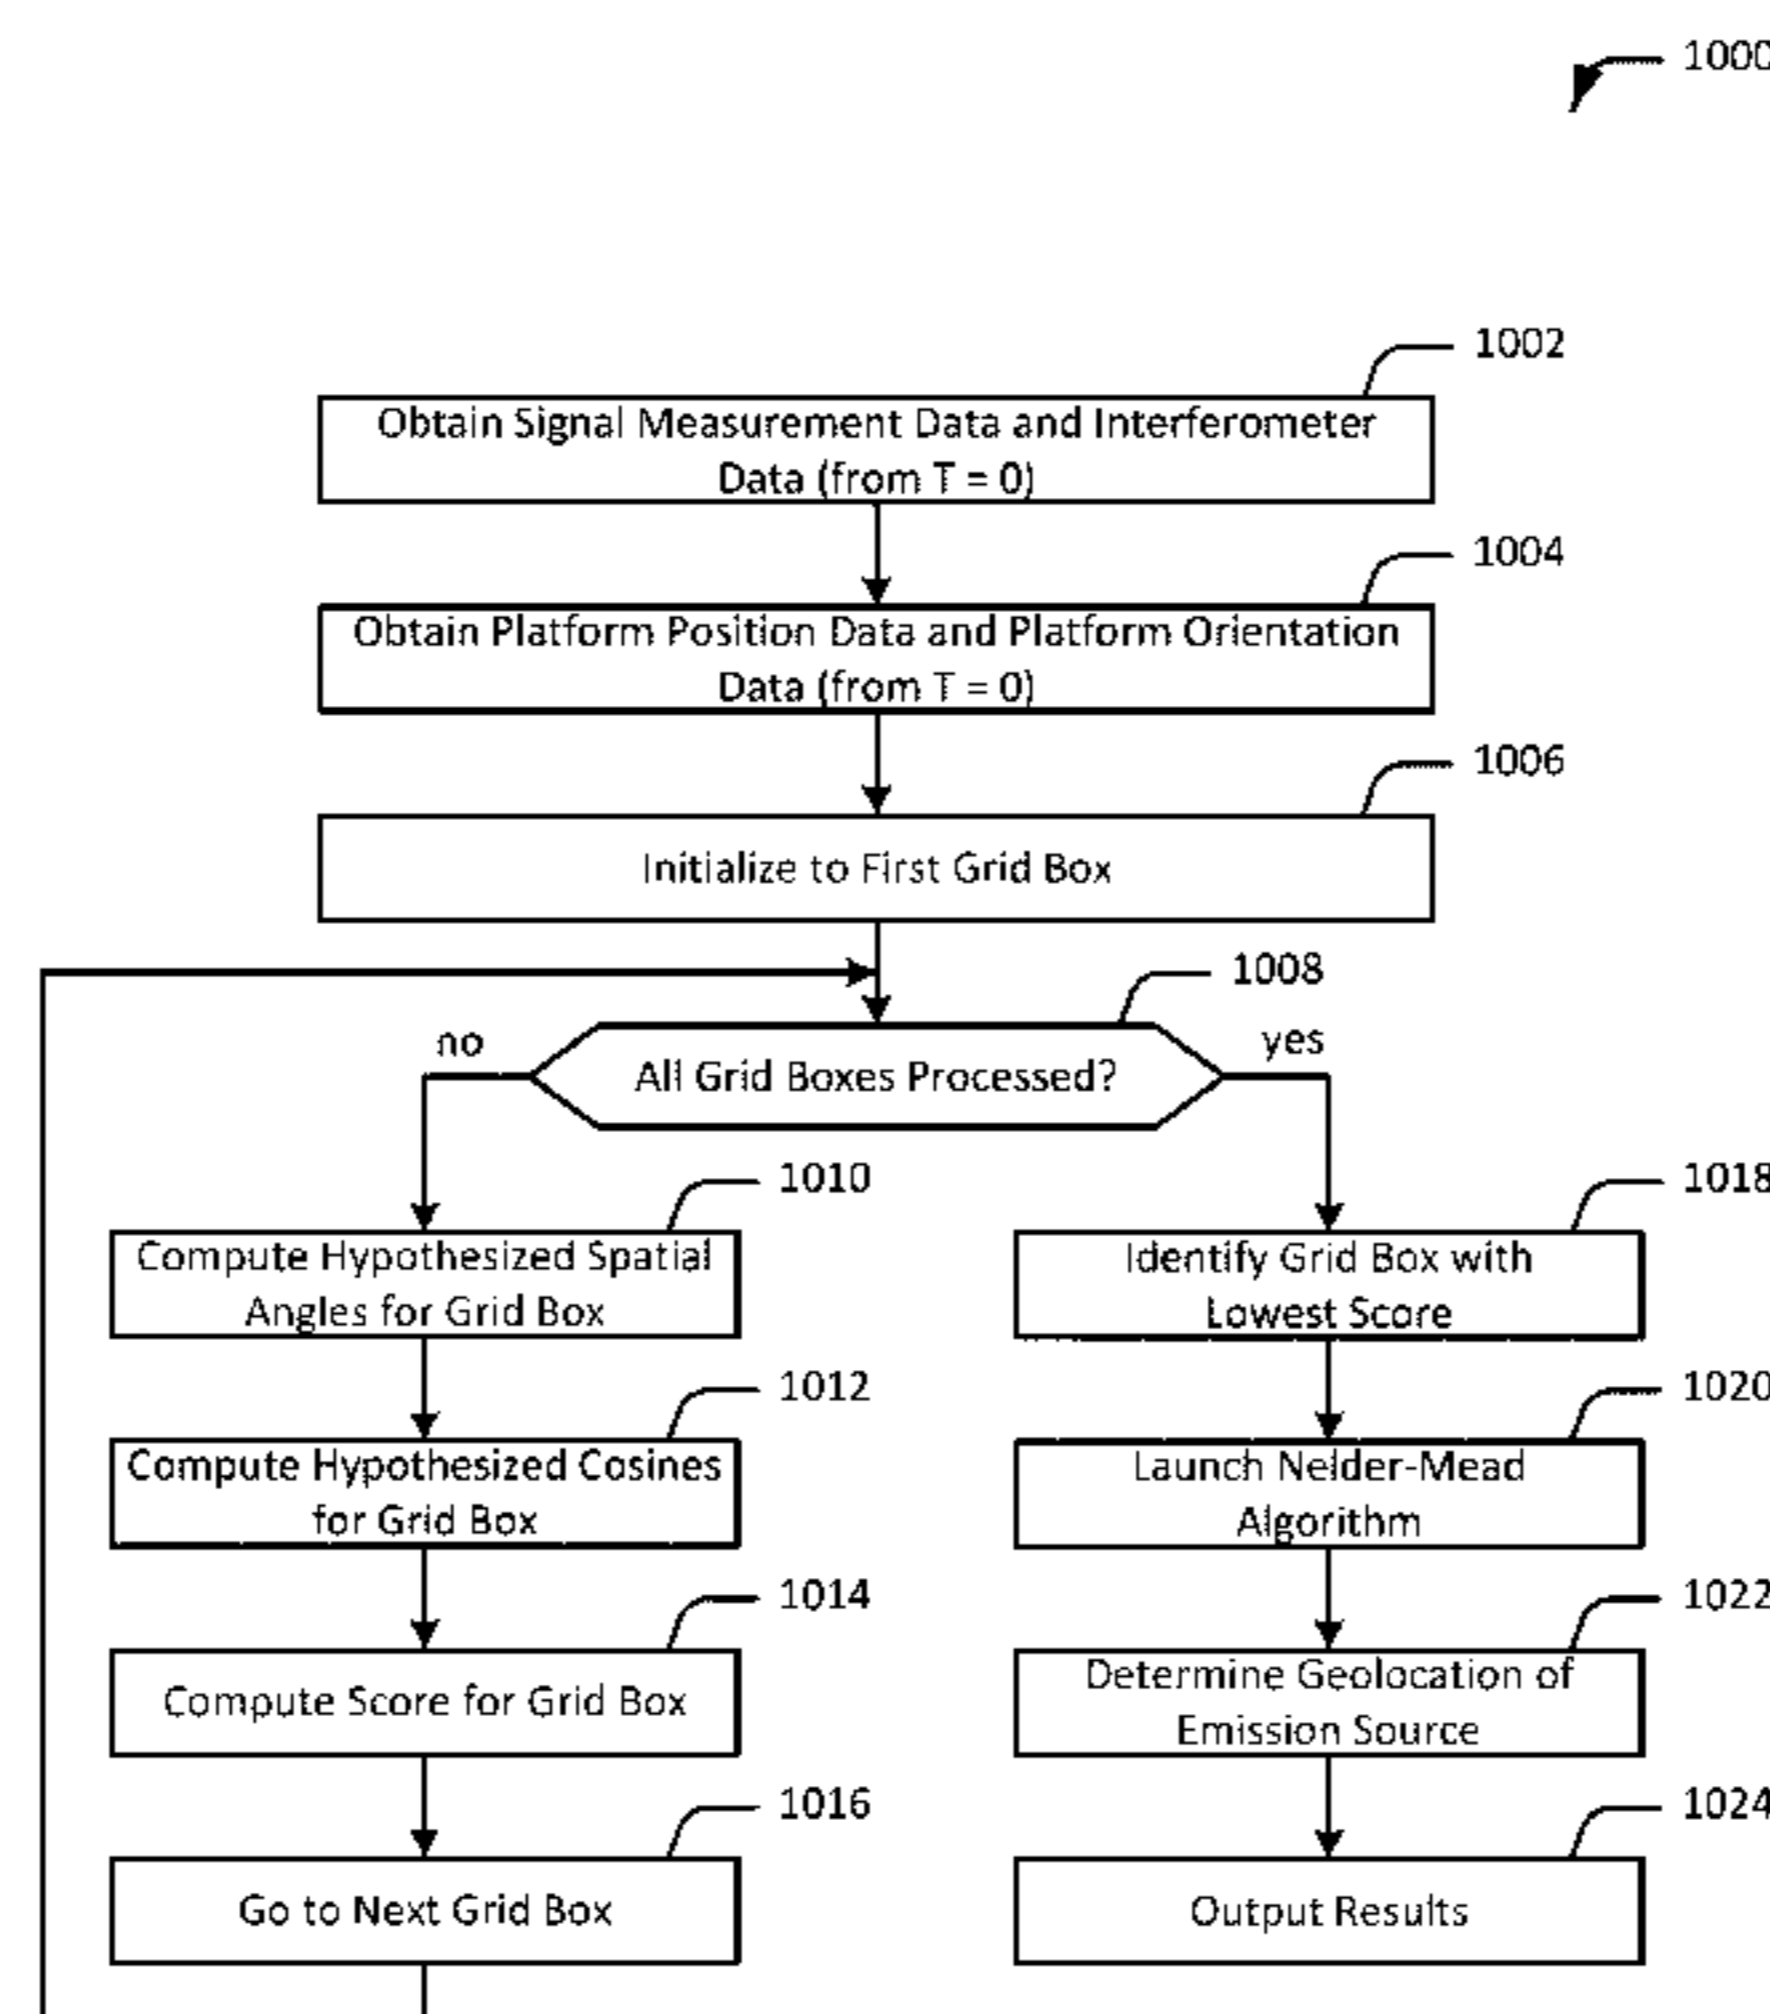 1000
1002
Obtain Signal Measurement Data and Interferometer
Data (from T = 0)
1004
Obtain Platform Position Data and Platform Orientation
Data (from T = 0)
1006
Initialize to First Grid Box
1008
no
yes
All Grid Boxes Processed?
1010
Compute Hypothesized Spatial
Angles for Grid Box
1012
Compute Hypothesized Cosines
for Grid Box
1014
Compute Score for Grid Box
1016
Go to Next Grid Box
1018
Identify Grid Box with
Lowest Score
1020
Launch Nelder-Mead
Algorithm
1022
Determine Geolocation of
Emission Source
1024
Output Results